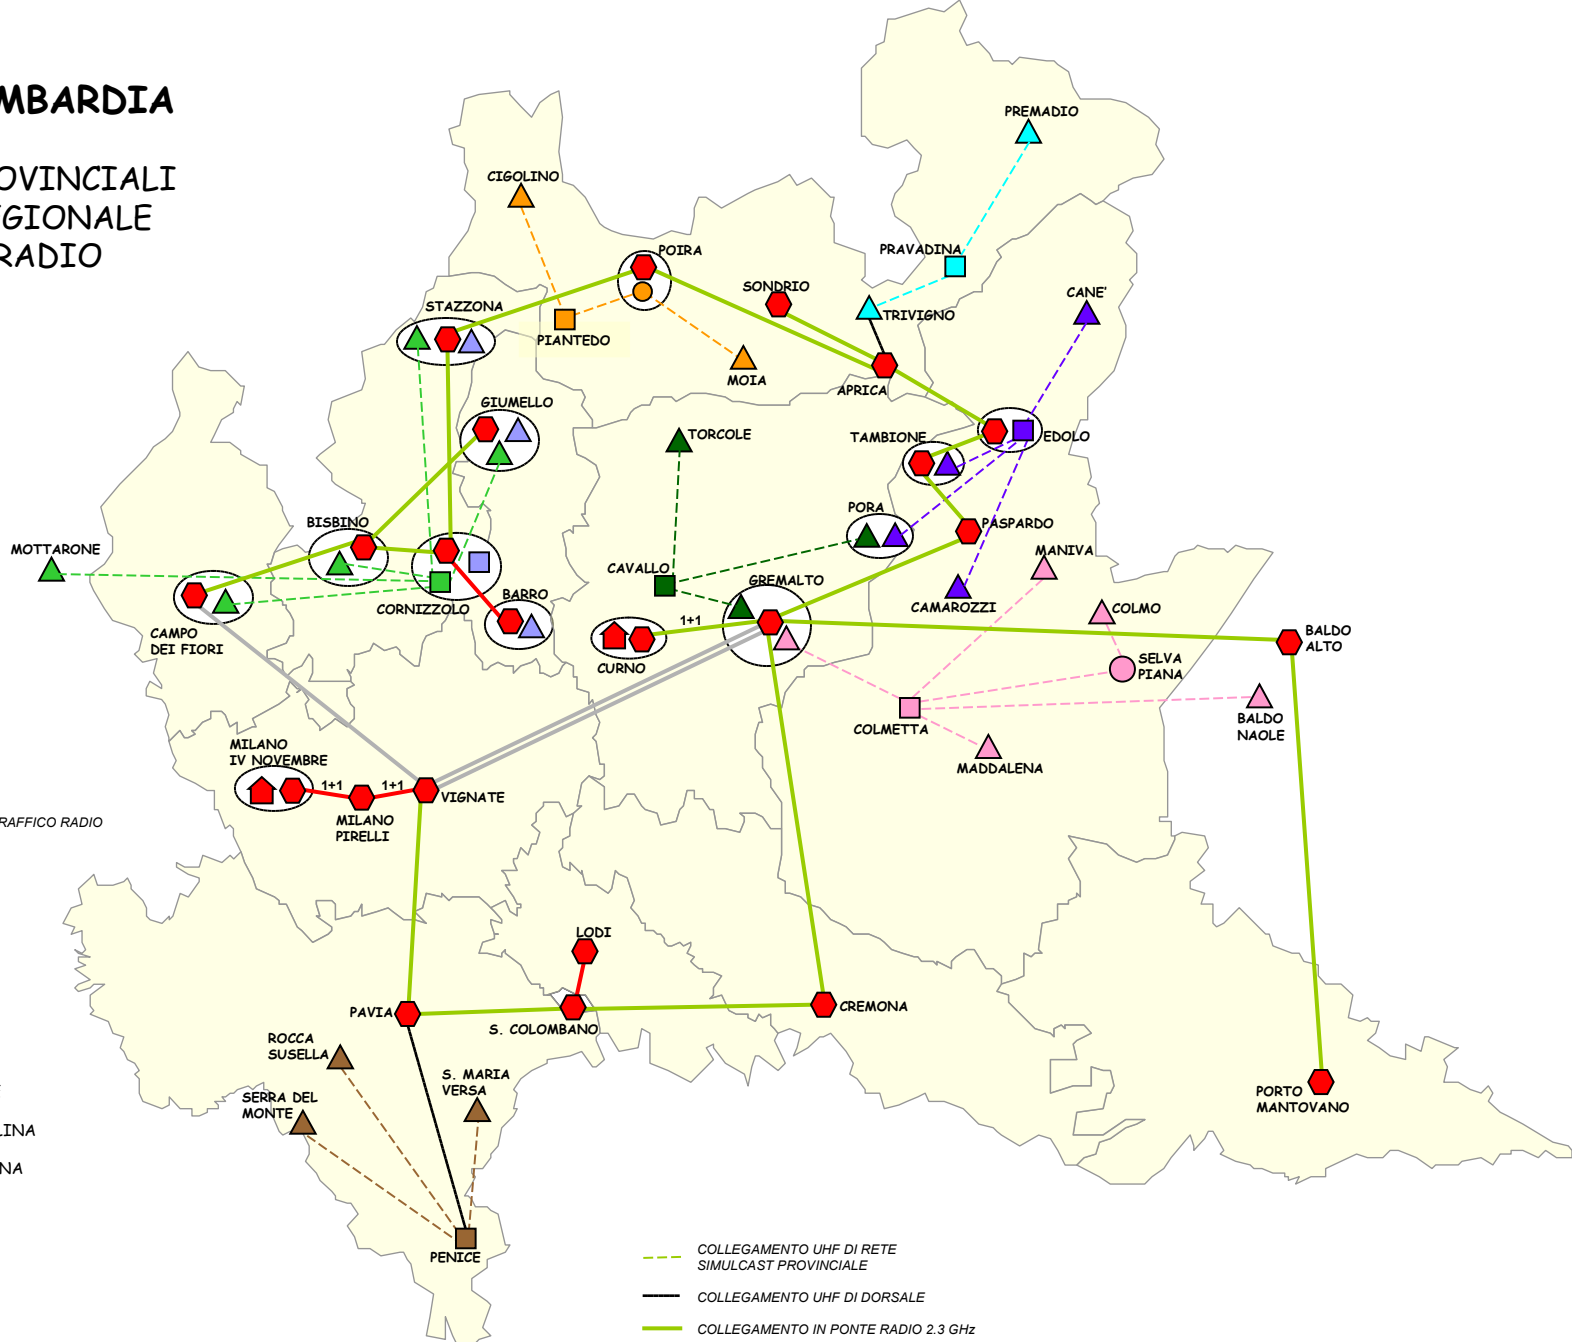 MBARDIA
OVINCIALI
GIONALE
RADIO
PREMADIO
CIGOLINO
POIRA
PRAVADINA
SONDRIO
CANE'
STAZZONA
TRIVIGNO
PIANTEDO
MOIA
APRICA
GIUMELLO
TORCOLE
TAMBIONE
EDOLO
PORA
BISBINO
PASPARDO
MOTTARONE
MANIVA
CAVALLO
GREMALTO
BARRO
CORNIZZOLO
CAMAROZZI
COLMO
1+1
CAMPO
DEI FIORI
BALDO
ALTO
CURNO
SELVA
PIANA
COLMETTA
BALDO
NAOLE
MILANO
IV NOVEMBRE
MADDALENA
1+1
1+1
VIGNATE
MILANO
PIRELLI
RAFFICO RADIO
LODI
PAVIA
CREMONA
S. COLOMBANO
ROCCA
SUSELLA
S. MARIA
VERSA
SERRA DEL
MONTE
PORTO
MANTOVANO
LINA
NA
PENICE
COLLEGAMENTO UHF DI RETE
SIMULCAST PROVINCIALE
COLLEGAMENTO UHF DI DORSALE
COLLEGAMENTO IN PONTE RADIO 2.3 GHz